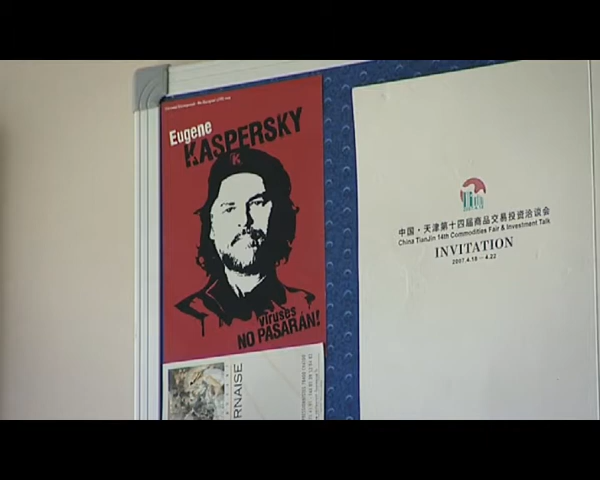 Eugene
KASPERSKY
K
viruses
NO PASARÁN!
RNAISE
中国·天津第十四届商品交易投资洽谈会
China TianJin 14th Commodities Fair & Investment Talk
INVITATION
2007.4.18 — 4.22